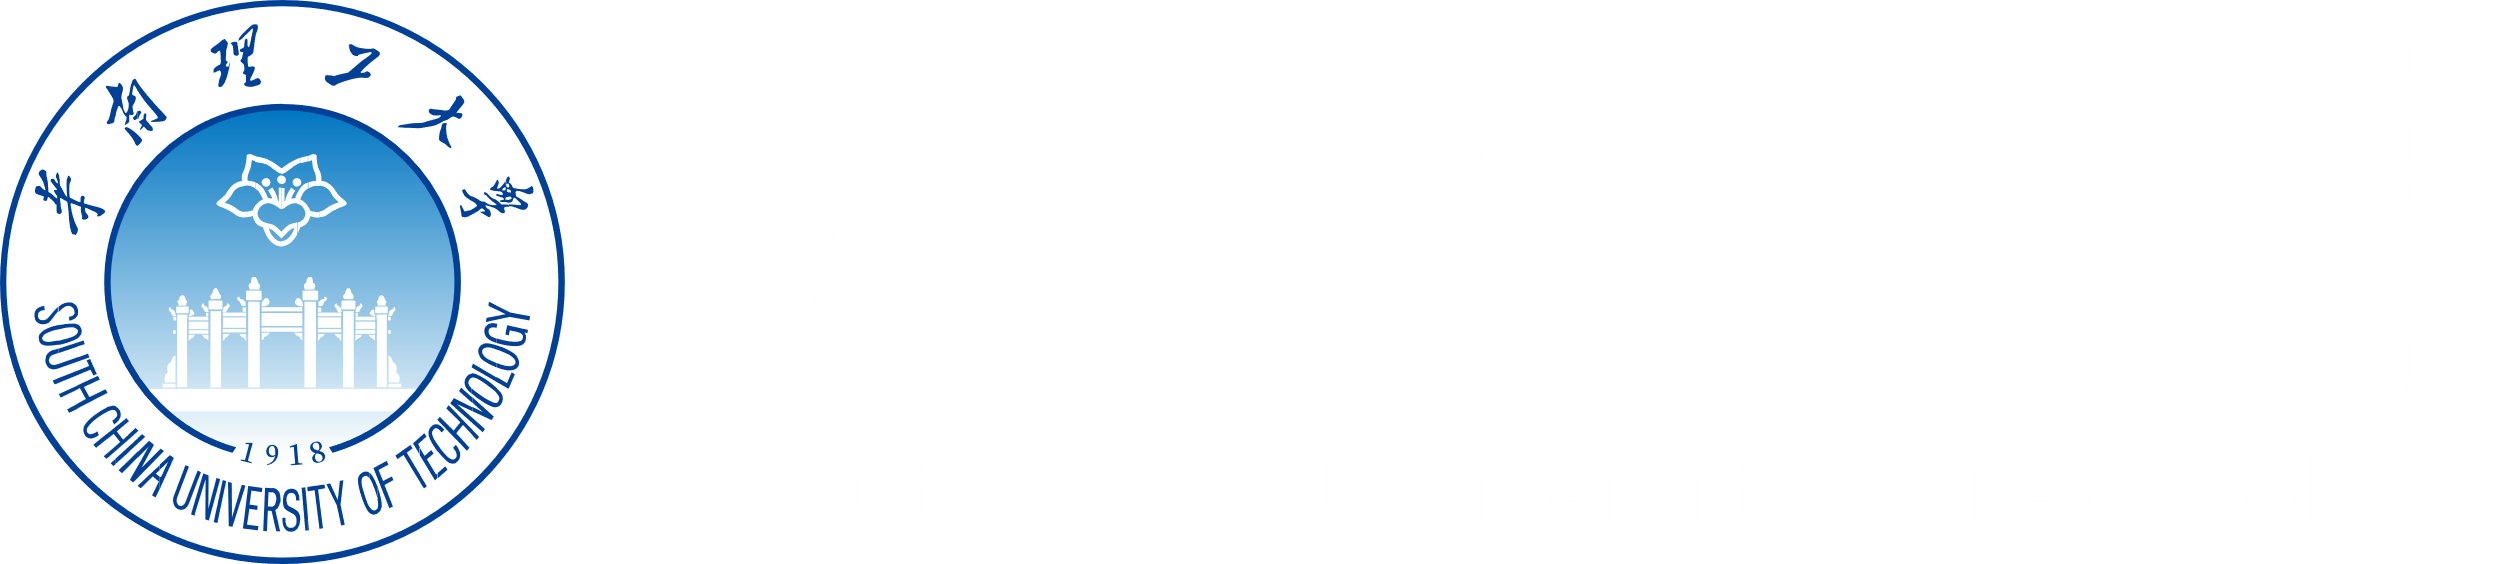 华南理工大学
SOUTH CHINA UNIVERSITY OF TECHNOLOGY
1918